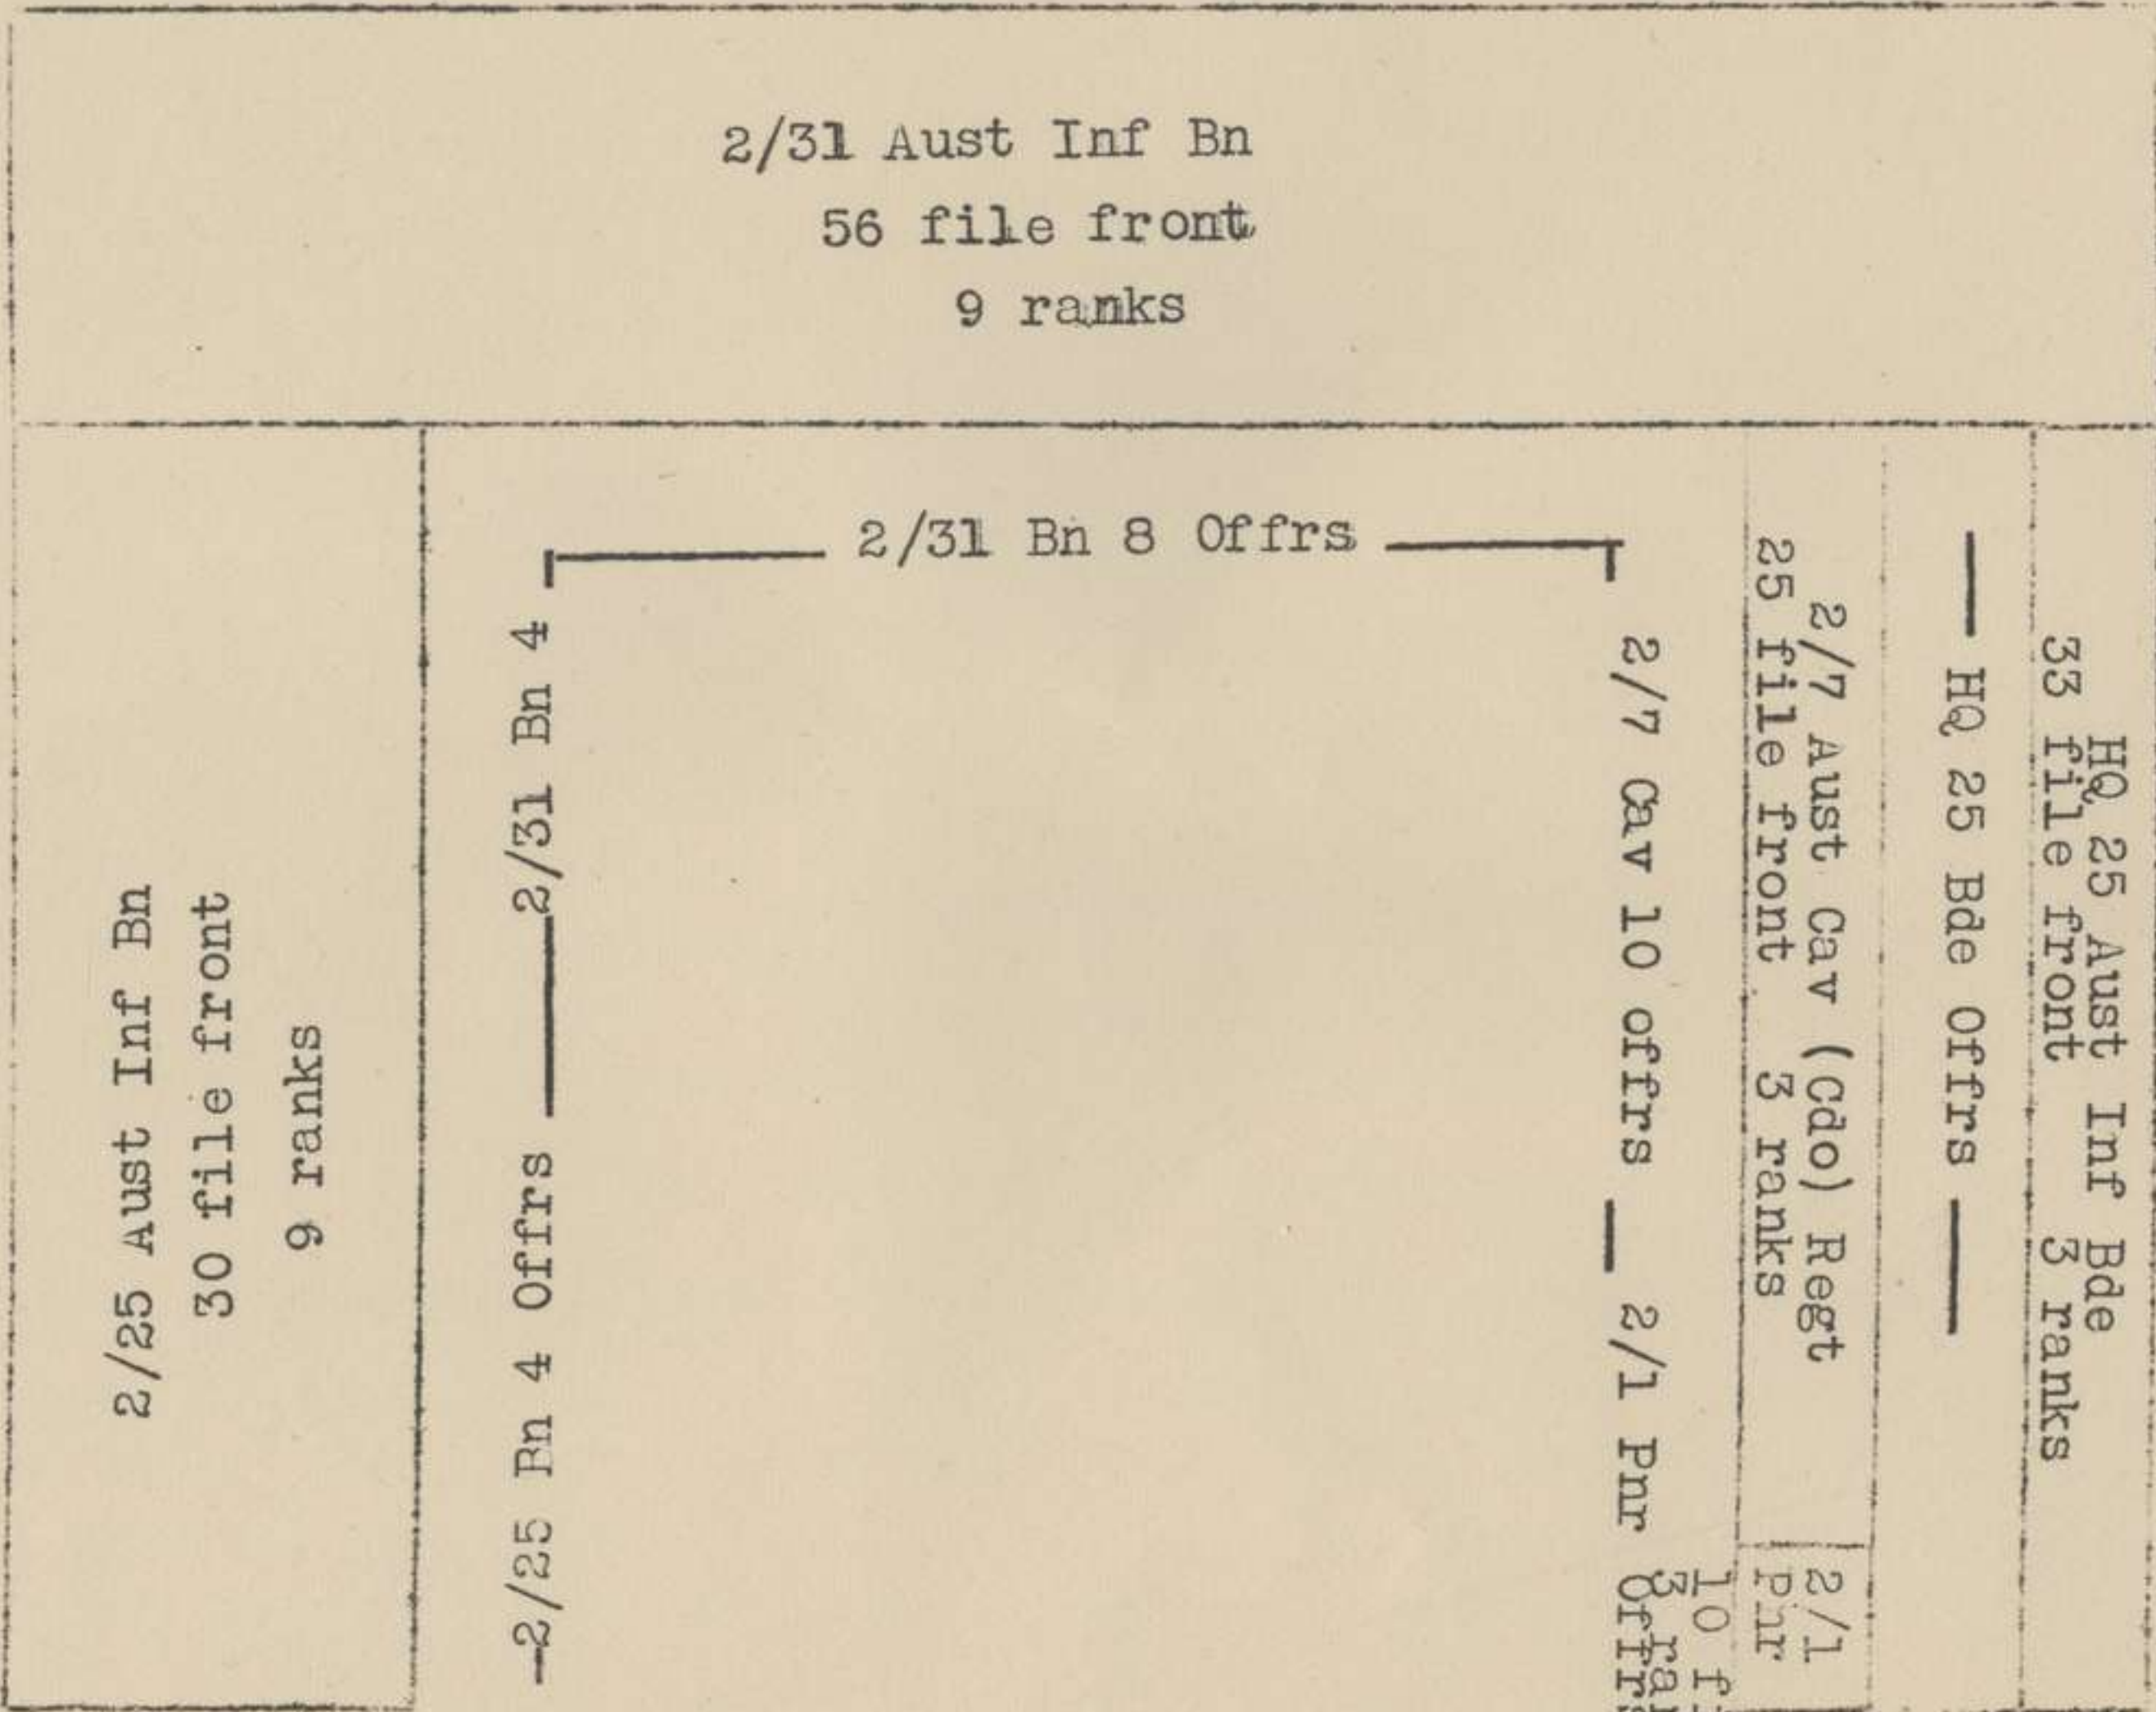 2/31 Aust Inf Bn
56 file front
9 ranks
2/25 Aust Inf Bn
30 file front
9 ranks
2/31 Bn 8 Offrs
2/25 Bn 4 Offrs 2/31 Bn 4
2/7 Cav 10 offrs 2/1 Pnr Offrs
2/7 Aust Cav (Cdo) Regt
25 file front 3 ranks
2/1
Pnr
10
3
HQ 25 Bde Offrs
HQ 25 Aust Inf Bde
33 file front 3 ranks